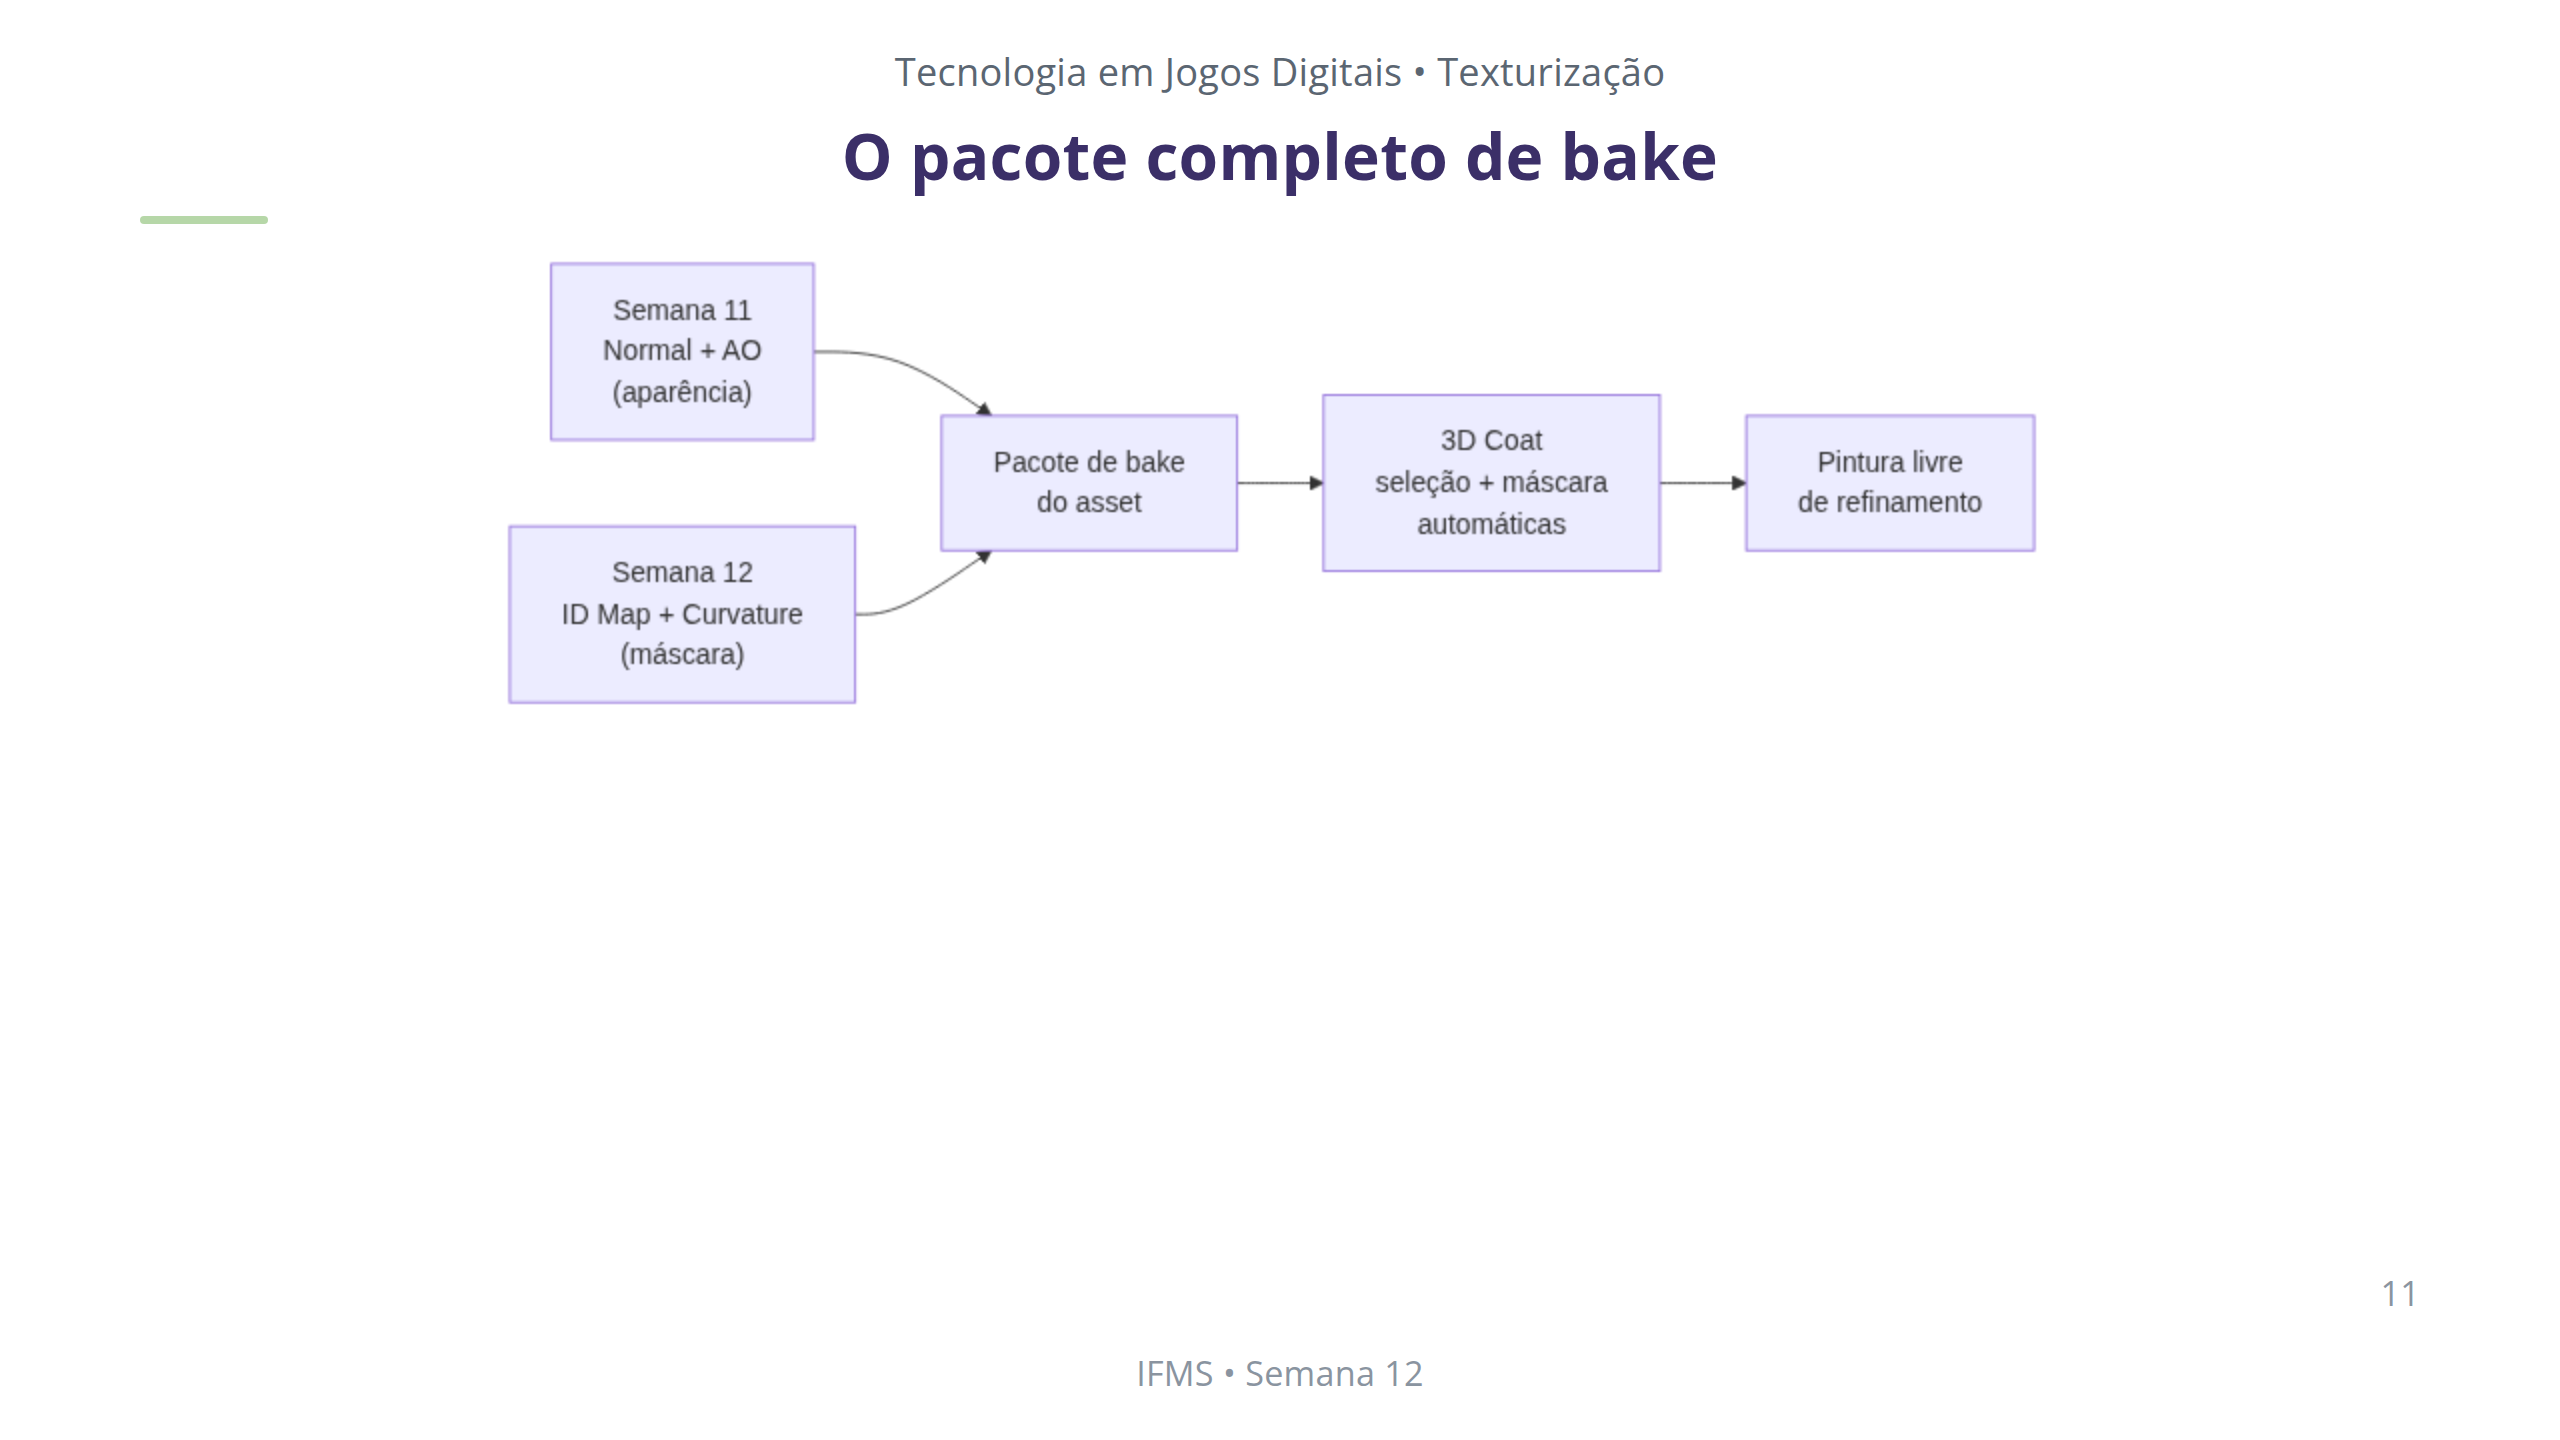 Tecnologia em Jogos Digitais • Texturização
O pacote completo de bake
Semana 11
Normal + AO
(aparência)
Semana 12
ID Map + Curvature
(máscara)
Pacote de bake
do asset
3D Coat
seleção + máscara
automáticas
Pintura livre
de refinamento
11
IFMS • Semana 12